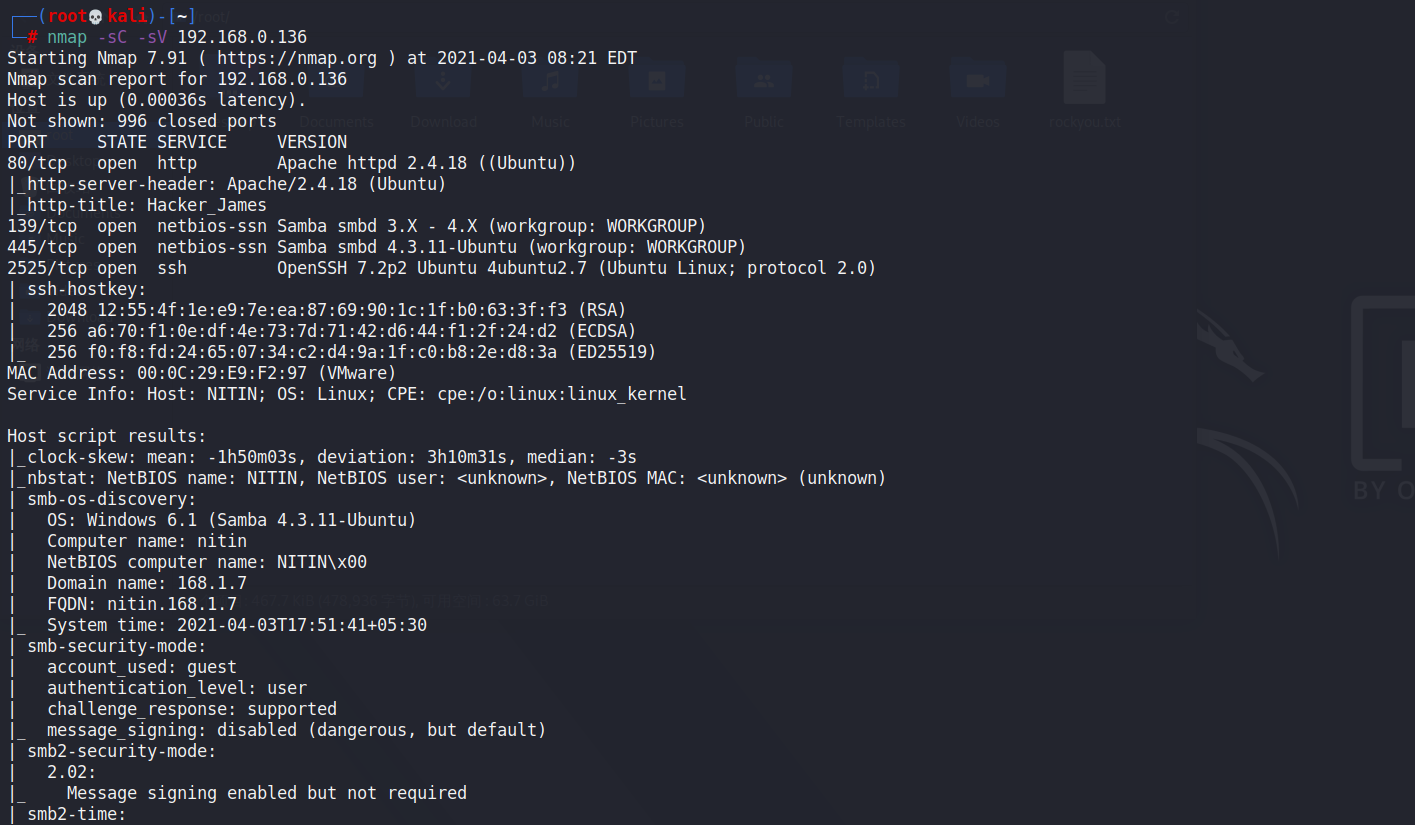 ┌──(root💀kali)-[~]
└─# nmap -sC -sV 192.168.0.136
Starting Nmap 7.91 ( https://nmap.org ) at 2021-04-03 08:21 EDT
Nmap scan report for 192.168.0.136
Host is up (0.00036s latency).
Not shown: 996 closed ports
PORT     STATE SERVICE     VERSION
80/tcp   open  http        Apache httpd 2.4.18 ((Ubuntu))
|_http-server-header: Apache/2.4.18 (Ubuntu)
|_http-title: Hacker_James
139/tcp  open  netbios-ssn Samba smbd 3.X - 4.X (workgroup: WORKGROUP)
445/tcp  open  netbios-ssn Samba smbd 4.3.11-Ubuntu (workgroup: WORKGROUP)
2525/tcp open  ssh         OpenSSH 7.2p2 Ubuntu 4ubuntu2.7 (Ubuntu Linux; protocol 2.0)
| ssh-hostkey:
|   2048 12:55:4f:1e:e9:7e:ea:87:69:90:1c:1f:b0:63:3f:f3 (RSA)
|   256 a6:70:f1:0e:df:4e:73:7d:71:42:d6:44:f1:2f:24:d2 (ECDSA)
|_  256 f0:f8:fd:24:65:07:34:c2:d4:9a:1f:c0:b8:2e:d8:3a (ED25519)
MAC Address: 00:0C:29:E9:F2:97 (VMware)
Service Info: Host: NITIN; OS: Linux; CPE: cpe:/o:linux:linux_kernel
Host script results:
|_clock-skew: mean: -1h50m03s, deviation: 3h10m31s, median: -3s
|_nbstat: NetBIOS name: NITIN, NetBIOS user: <unknown>, NetBIOS MAC: <unknown> (unknown)
| smb-os-discovery:
|   OS: Windows 6.1 (Samba 4.3.11-Ubuntu)
|   Computer name: nitin
|   NetBIOS computer name: NITIN\x00
|   Domain name: 168.1.7
|   FQDN: nitin.168.1.7
|_  System time: 2021-04-03T17:51:41+05:30
| smb-security-mode:
|   account_used: guest
|   authentication_level: user
|   challenge_response: supported
|_  message_signing: disabled (dangerous, but default)
| smb2-security-mode:
|   2.02:
|_    Message signing enabled but not required
| smb2-time:
Documents Download Music Pictures Public Templates Videos rockyou.txt
BY O